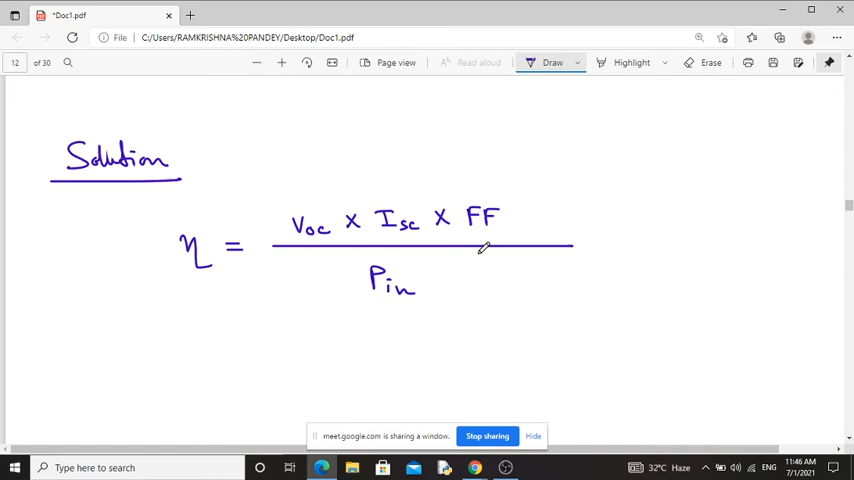 *Doc1.pdf
File C:/Users/RAMKRISHNA%20PANDEY/Desktop/Doc1.pdf
12 of 30 Page view Read aloud Draw Highlight Erase
Solution
η = Voc × Isc × FF
Pin
meet.google.com is sharing a window. Stop sharing Hide
Type here to search 32°C Haze ENG 11:46 AM
7/1/2021